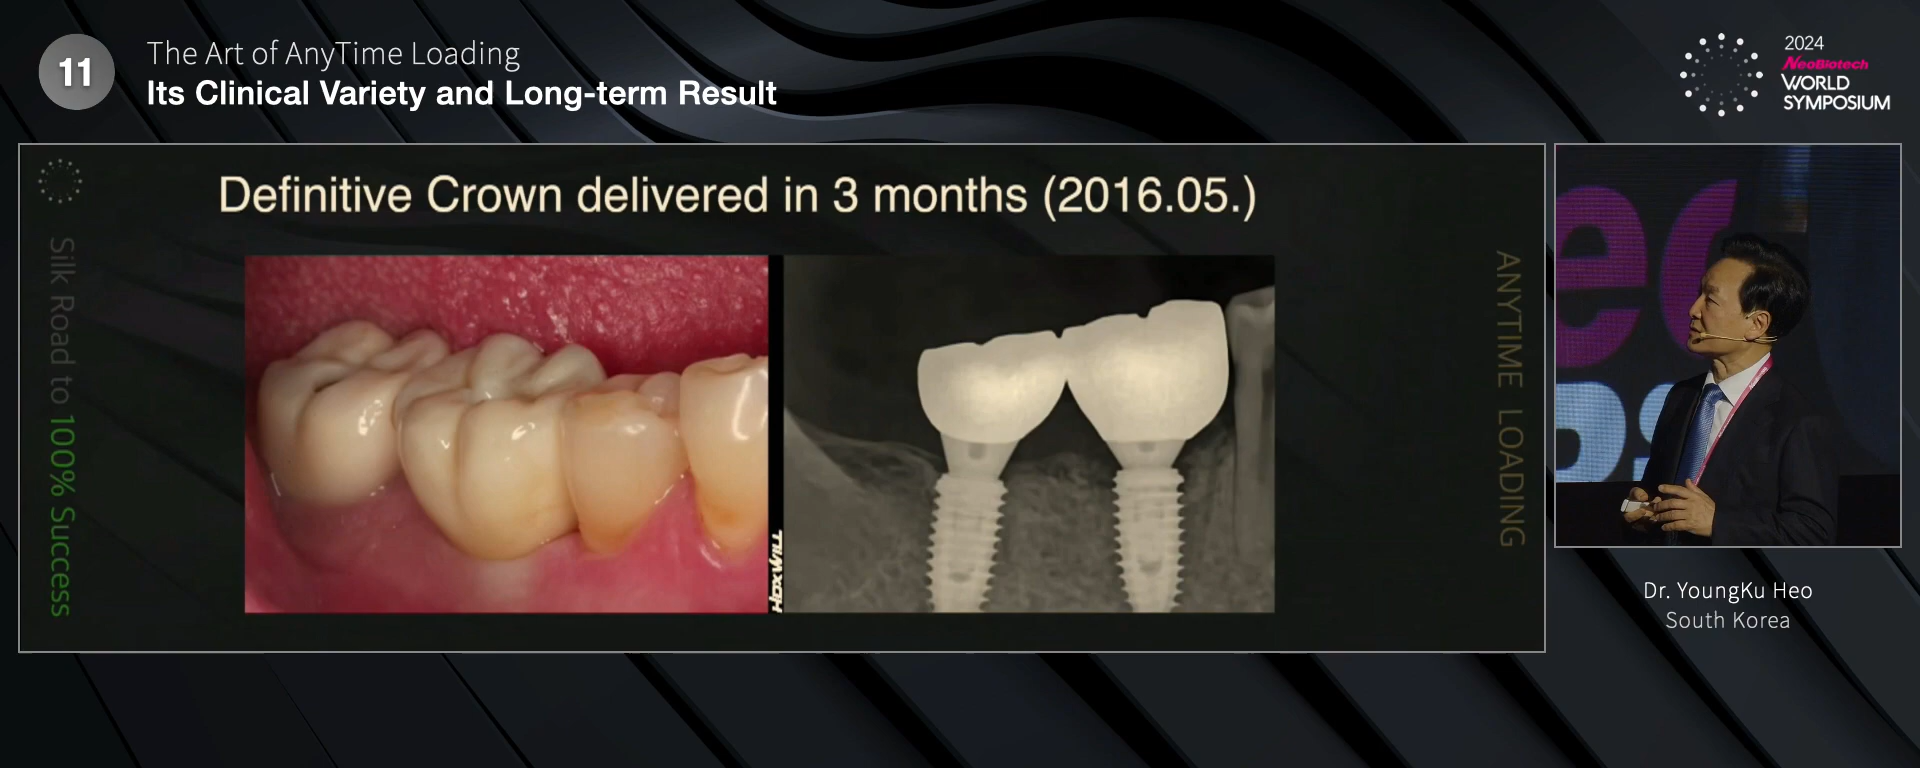 11
The Art of AnyTime Loading
Its Clinical Variety and Long-term Result
2024
NeoBiotech
WORLD
SYMPOSIUM
Definitive Crown delivered in 3 months (2016.05.)
Silk Road to 100% Success
ANYTIME LOADING
Dr. YoungKu Heo
South Korea